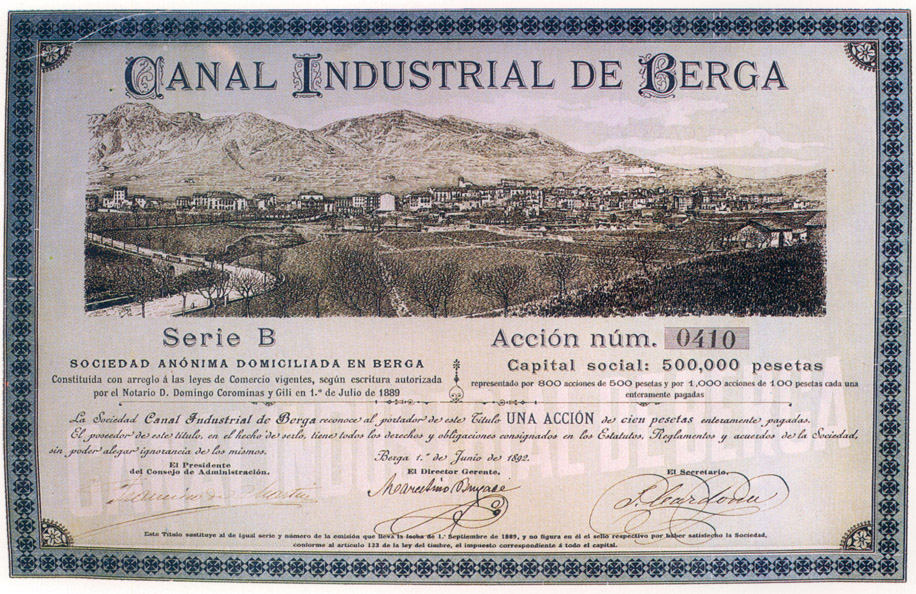 CANAL INDUSTRIAL DE BERGA
Serie B
Acción núm. 0410
SOCIEDAD ANÓNIMA DOMICILIADA EN BERGA
Constituída con arreglo á las leyes de Comercio vigentes, según escritura autorizada
por el Notario D. Domingo Corominas y Gili en 1.º de Julio de 1889
Capital social: 500,000 pesetas
representado por 800 acciones de 500 pesetas y por 1,000 acciones de 100 pesetas cada una
enteramente pagadas
La Sociedad Canal Industrial de Berga reconoce al portador de este Título UNA ACCIÓN de cien pesetas enteramente pagadas.
El poseedor de este título, en el hecho de serlo, tiene todos los derechos y obligaciones consignados en los Estatutos, Reglamentos y acuerdos de la Sociedad,
sin poder alegar ignorancia de los mismos.
Berga 1.º de Junio de 1892.
El Presidente
del Consejo de Administración,
El Director Gerente,
Marcelino Buxadé
El Secretario,
Este Título sustituye al de igual serie y número de la emisión que lleva la fecha de 1.º Septiembre de 1889, y no figura en él el sello respectivo por haber satisfecho la Sociedad,
conforme al artículo 123 de la ley del timbre, el impuesto correspondiente á todo el capital.